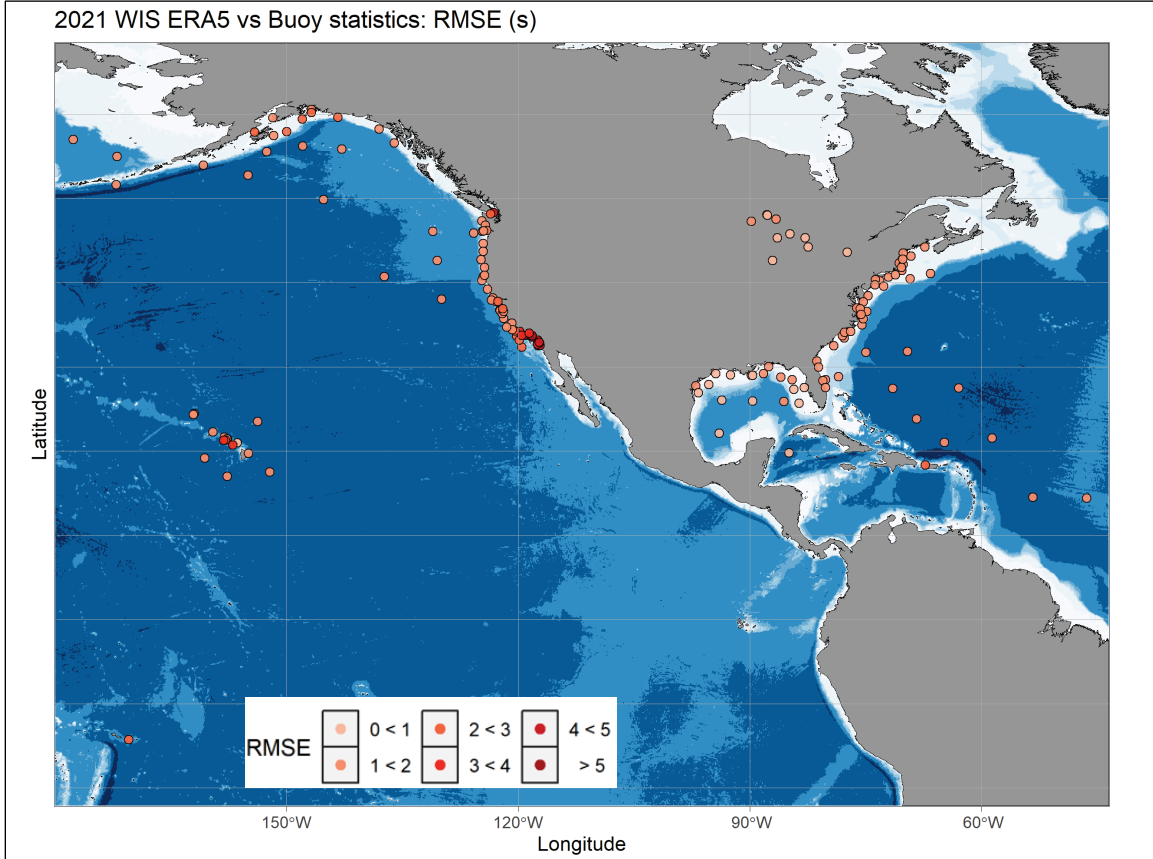 2021 WIS ERA5 vs Buoy statistics: RMSE (s)
Latitude
RMSE
0 < 1
2 < 3
4 < 5
1 < 2
3 < 4
> 5
150°W
120°W
90°W
60°W
Longitude